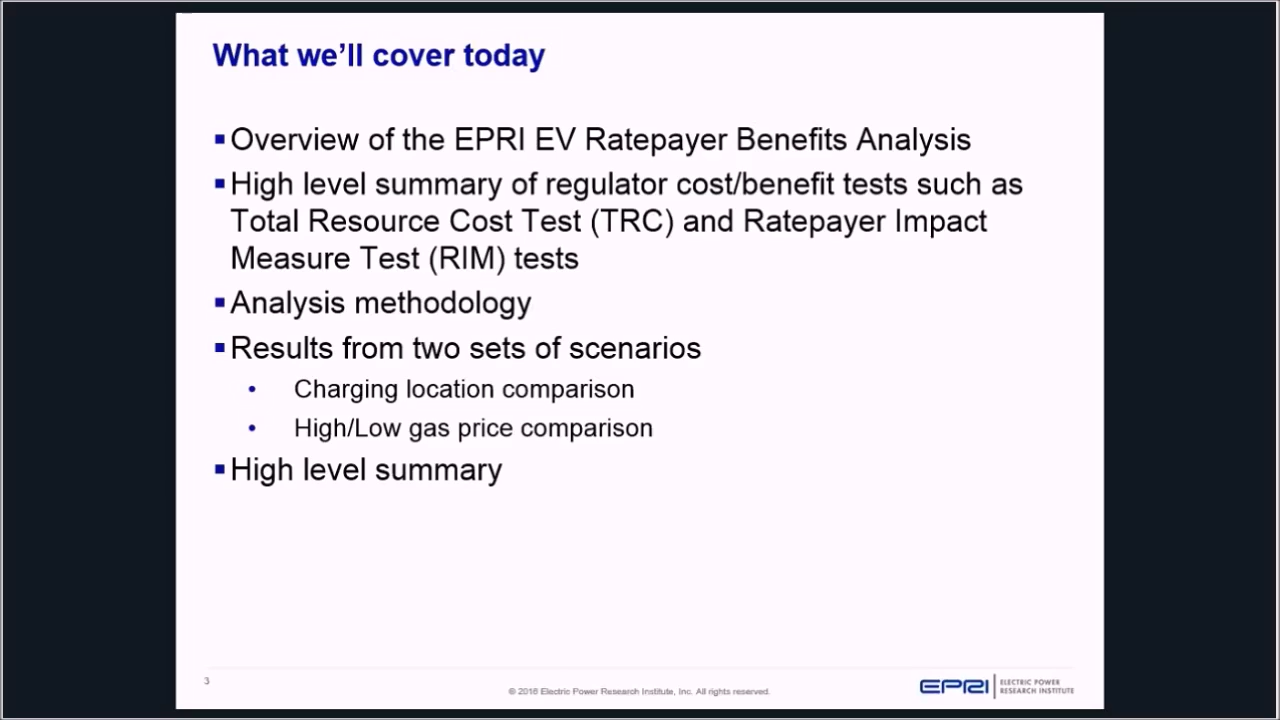 What we'll cover today
▪Overview of the EPRI EV Ratepayer Benefits Analysis
▪High level summary of regulator cost/benefit tests such as
Total Resource Cost Test (TRC) and Ratepayer Impact
Measure Test (RIM) tests
▪Analysis methodology
▪Results from two sets of scenarios
• Charging location comparison
• High/Low gas price comparison
▪High level summary
3
© 2016 Electric Power Research Institute, Inc. All rights reserved.
EPRI
ELECTRIC POWER
RESEARCH INSTITUTE